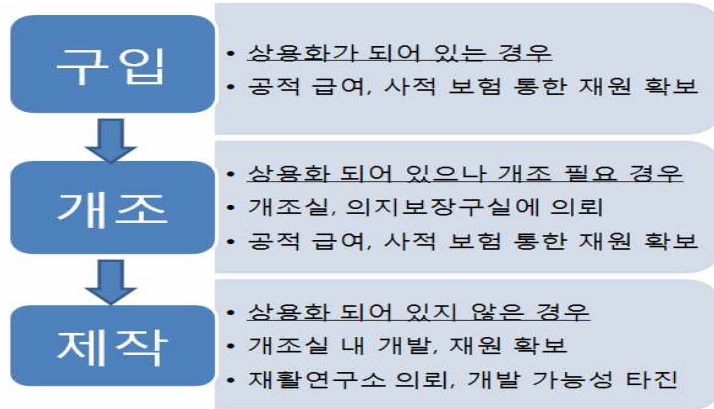 구입
• 상용화가 되어 있는 경우
• 공적 급여, 사적 보험 통한 재원 확보
개조
• 상용화 되어 있으나 개조 필요 경우
• 개조실, 의지보장구실에 의뢰
• 공적 급여, 사적 보험 통한 재원 확보
제작
• 상용화 되어 있지 않은 경우
• 개조실 내 개발, 재원 확보
• 재활연구소 의뢰, 개발 가능성 타진